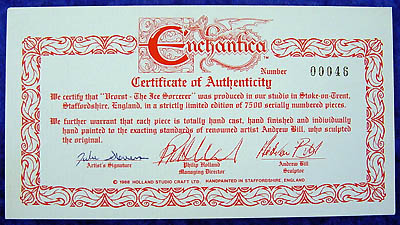 Enchantica™
Number 00046
Certificate of Authenticity
We certify that "Vrorst - The Ice Sorcerer" was produced in our studio in Stoke-on-Trent,
Staffordshire, England, in a strictly limited edition of 7500 serially numbered pieces.
We further warrant that each piece is totally hand cast, hand finished and individually
hand painted to the exacting standards of renowned artist Andrew Bill, who sculpted
the original.
Artist's Signature
Philip Holland
Managing Director
Andrew Bill
Sculptor
© 1988 HOLLAND STUDIO CRAFT LTD. HANDPAINTED IN STAFFORDSHIRE, ENGLAND.